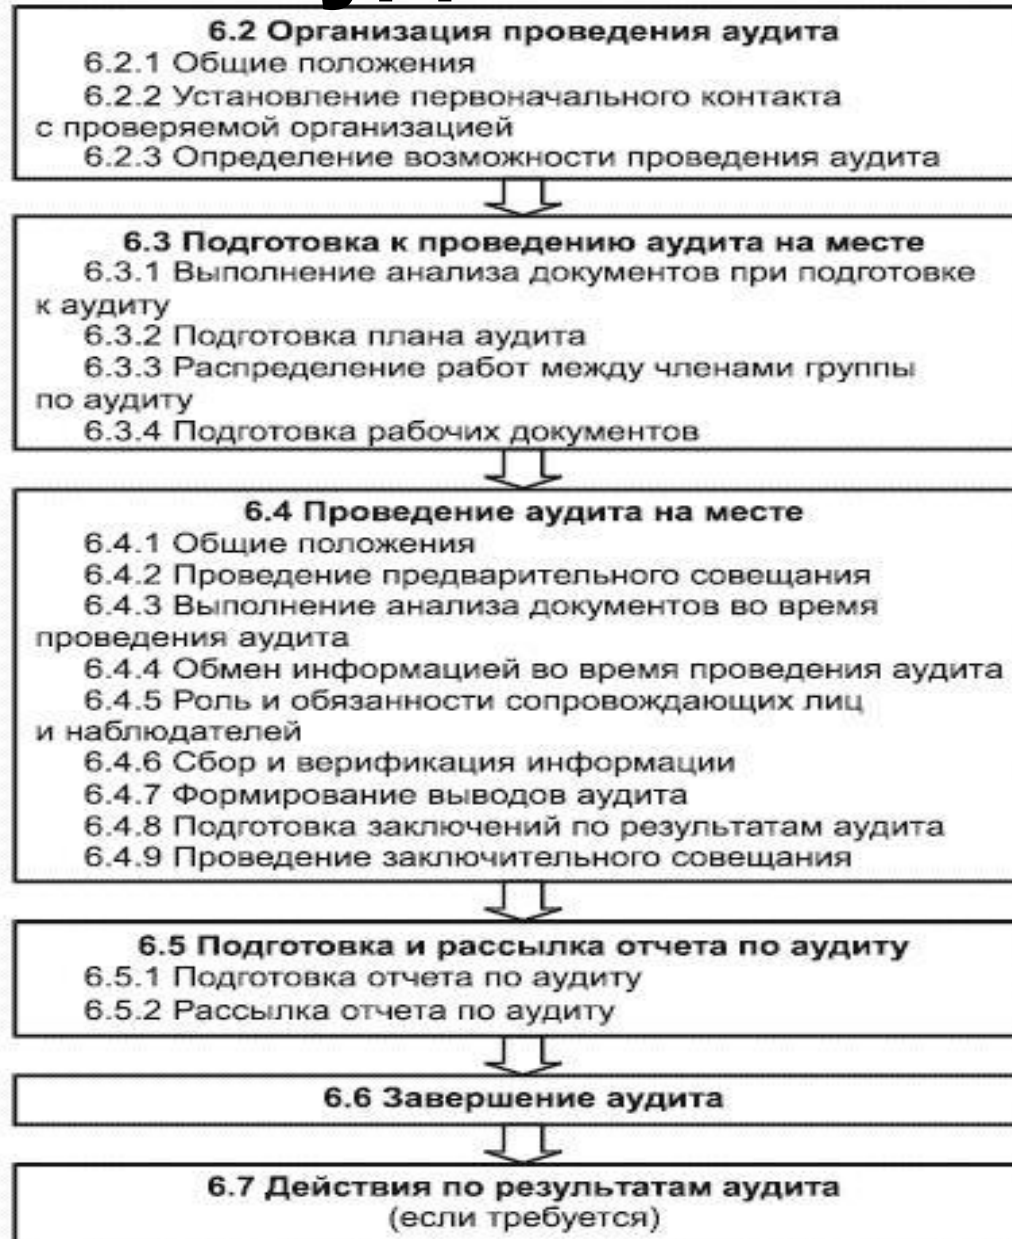 6.2 Организация проведения аудита
6.2.1 Общие положения
6.2.2 Установление первоначального контакта
с проверяемой организацией
6.2.3 Определение возможности проведения аудита
6.3 Подготовка к проведению аудита на месте
6.3.1 Выполнение анализа документов при подготовке
к аудиту
6.3.2 Подготовка плана аудита
6.3.3 Распределение работ между членами группы
по аудиту
6.3.4 Подготовка рабочих документов
6.4 Проведение аудита на месте
6.4.1 Общие положения
6.4.2 Проведение предварительного совещания
6.4.3 Выполнение анализа документов во время
проведения аудита
6.4.4 Обмен информацией во время проведения аудита
6.4.5 Роль и обязанности сопровождающих лиц
и наблюдателей
6.4.6 Сбор и верификация информации
6.4.7 Формирование выводов аудита
6.4.8 Подготовка заключений по результатам аудита
6.4.9 Проведение заключительного совещания
6.5 Подготовка и рассылка отчета по аудиту
6.5.1 Подготовка отчета по аудиту
6.5.2 Рассылка отчета по аудиту
6.6 Завершение аудита
6.7 Действия по результатам аудита
(если требуется)